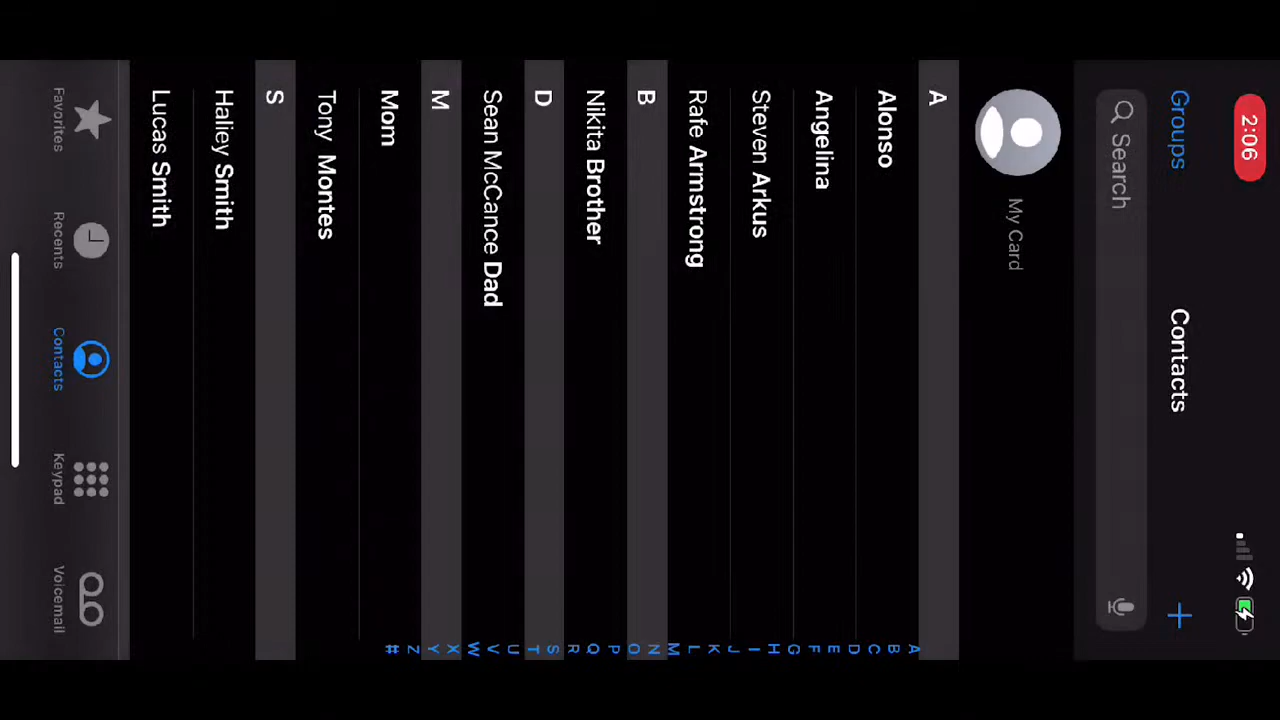 2:06
Groups
Contacts
Search
My Card
A
Alonso
Angelina
Steven Arkus
Rafe Armstrong
B
Nikita Brother
D
Sean McCance Dad
M
Mom
Tony Montes
S
Hailey Smith
Lucas Smith
A
B
C
D
E
F
G
H
I
J
K
L
M
N
O
P
Q
R
S
T
U
V
W
X
Y
Z
#
Favorites
Recents
Contacts
Keypad
Voicemail